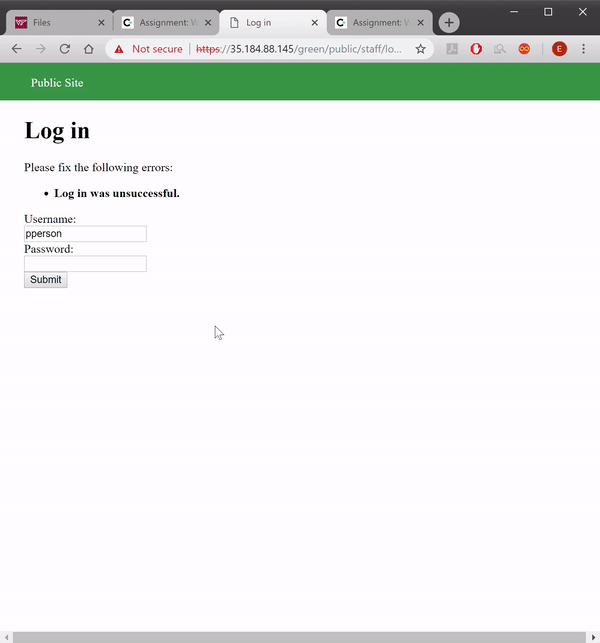 Files
Assignment: W
Log in
Assignment: W
Not secure
https://35.184.88.145/green/public/staff/lo...
E
Public Site
Log in
Please fix the following errors:
Log in was unsuccessful.
Username:
pperson
Password:
Submit